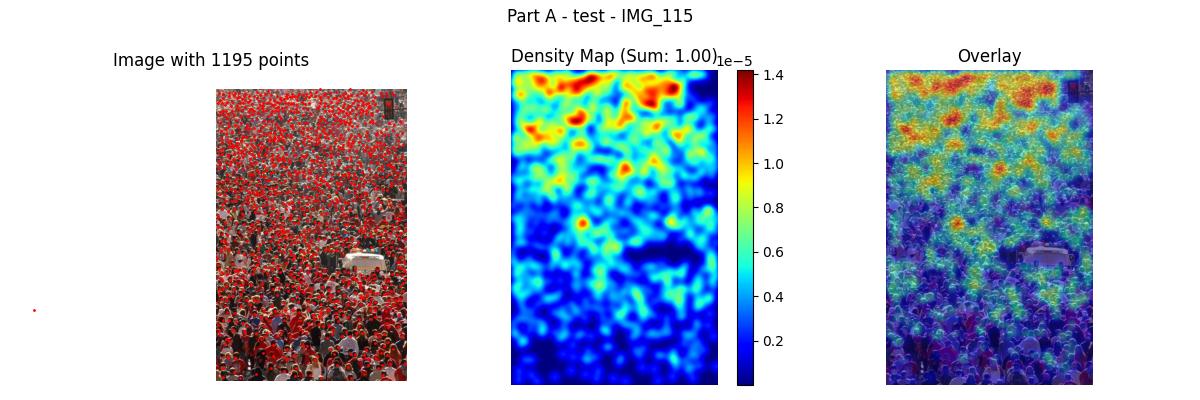 Part A - test - IMG_115
Image with 1195 points
Density Map (Sum: 1.00)
1e−5
Overlay
1.4
1.2
1.0
0.8
0.6
0.4
0.2